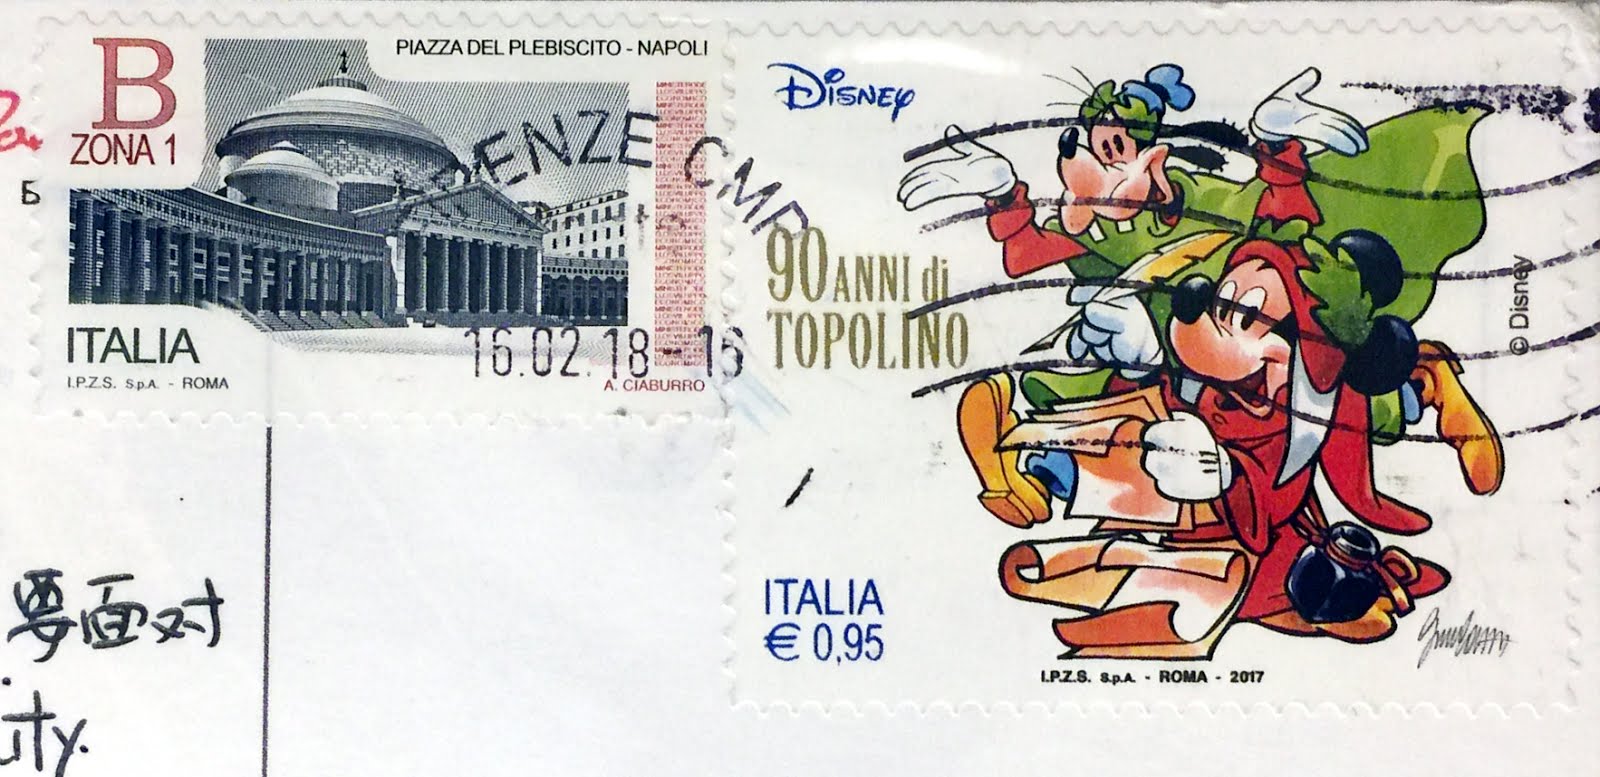 B
ZONA 1
PIAZZA DEL PLEBISCITO - NAPOLI
ITALIA
I.P.Z.S. S.p.A. - ROMA
A. CIABURRO
ENZE CMP
16.02.18 - 16
DISNEY
90 ANNI di
TOPOLINO
© Disney
ITALIA
€ 0,95
I.P.Z.S. S.p.A. - ROMA - 2017
要面对
ity.